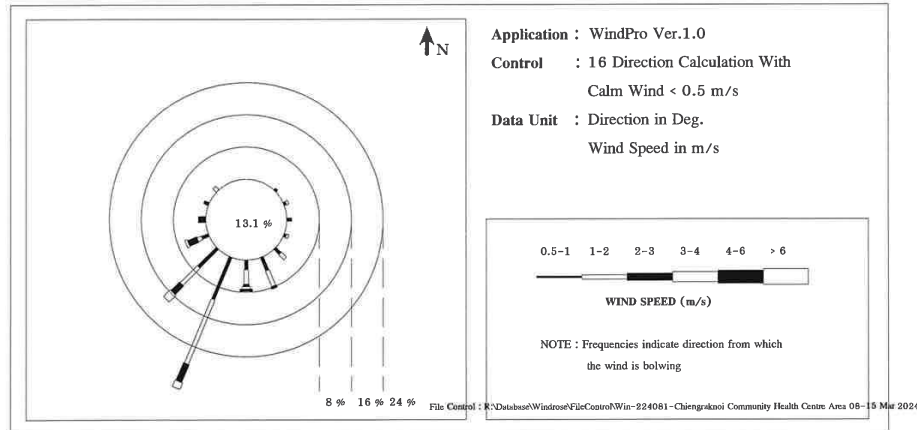 N
13.1 %
8 % 16 % 24 %
Application : WindPro Ver.1.0
Control : 16 Direction Calculation With
Calm Wind < 0.5 m/s
Data Unit : Direction in Deg.
Wind Speed in m/s
0.5-1 1-2 2-3 3-4 4-6 > 6
WIND SPEED (m/s)
NOTE : Frequencies indicate direction from which
the wind is bolwing
File Control : R:\Database\Windrose\FileControl\Win-224081-Chiengraknoi Community Health Centre Area 08-15 Mar 2024